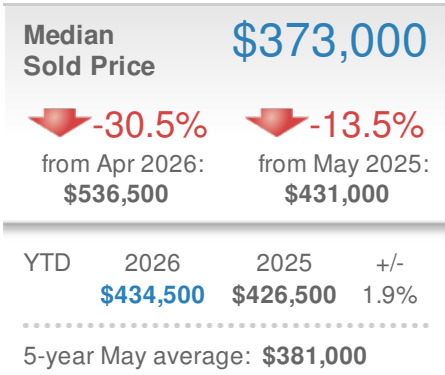 Median $373,000
Sold Price
-30.5% -13.5%
from Apr 2026: from May 2025:
$536,500 $431,000
YTD 2026 2025 +/-
$434,500 $426,500 1.9%
5-year May average: $381,000